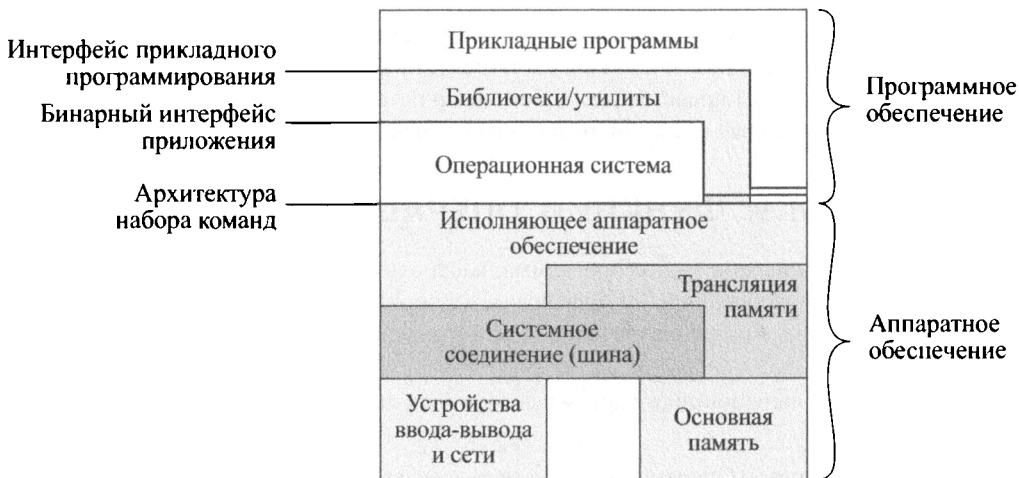 Прикладные программы
Интерфейс прикладного
программирования
Библиотеки/утилиты
Бинарный интерфейс
приложения
Операционная система
Архитектура
набора команд
Программное
обеспечение
Исполняющее аппаратное
обеспечение
Трансляция
памяти
Системное
соединение (шина)
Устройства
ввода-вывода
и сети
Основная
память
Аппаратное
обеспечение